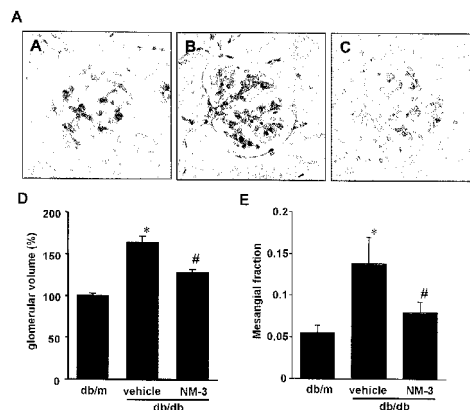 A
A B C
D E
glomerular volume (%)
200
150
100
50
0
*
#
db/m vehicle NM-3
db/db
Mesangial fraction
0.2
0.15
0.1
0.05
0
*
#
db/m vehicle NM-3
db/db